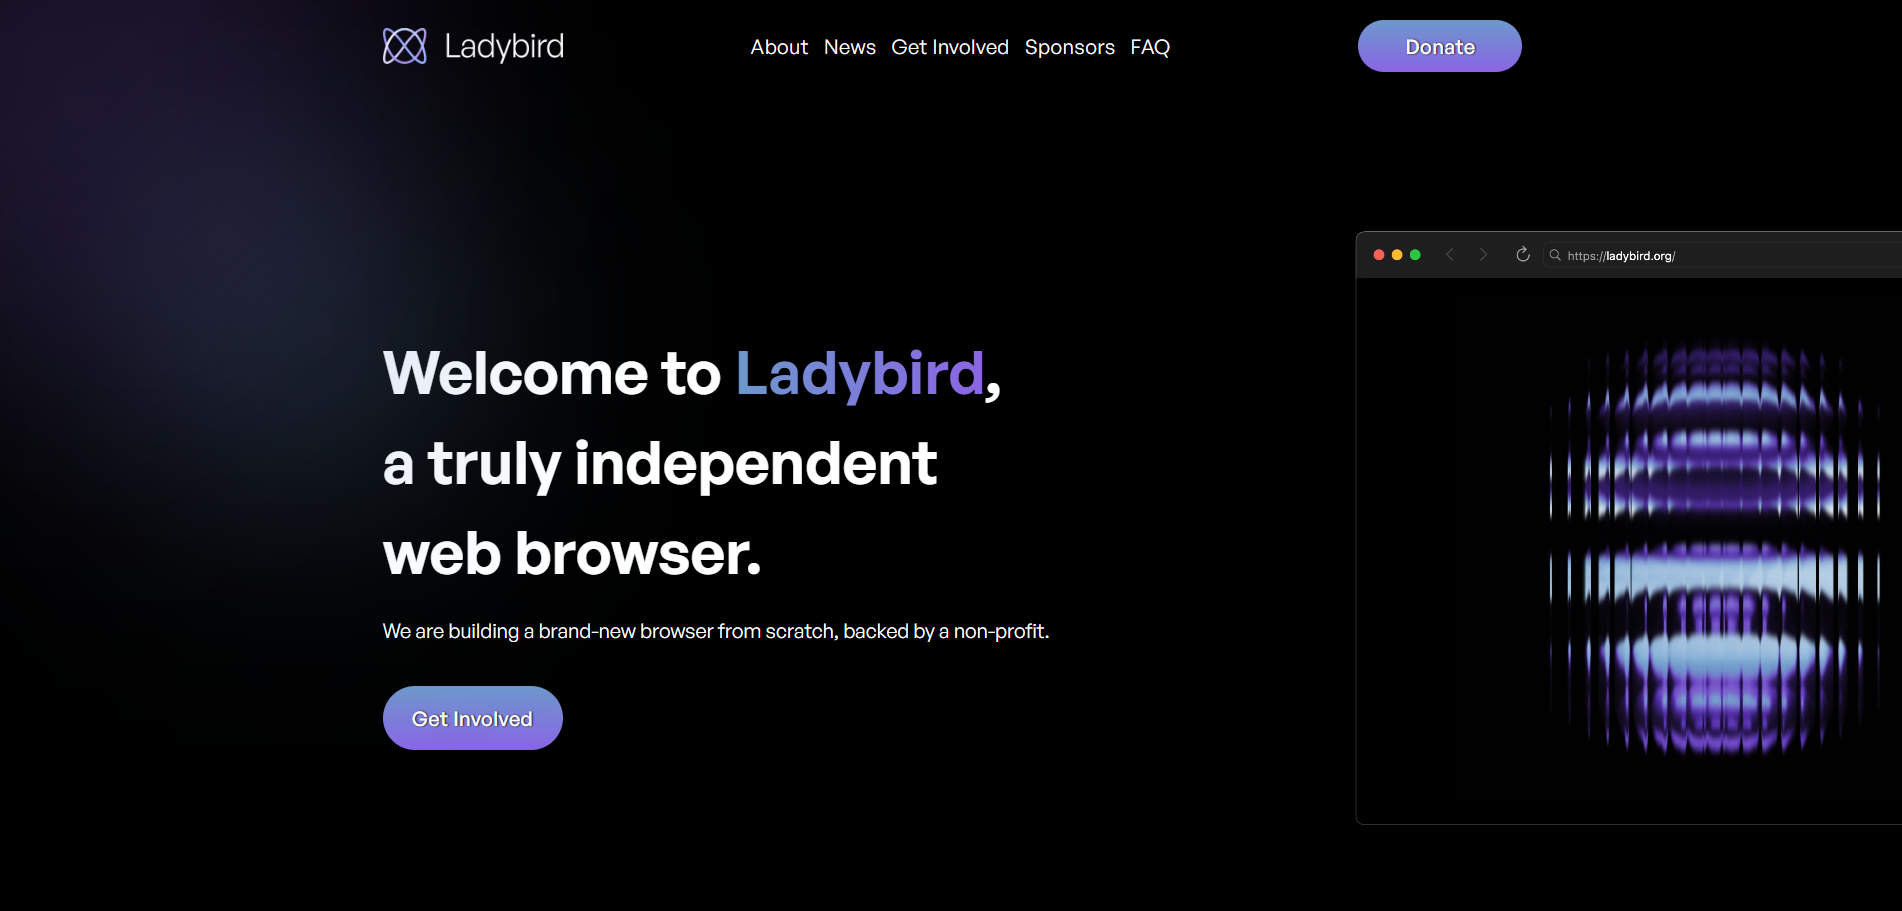 Ladybird
About News Get Involved Sponsors FAQ
Donate
https://ladybird.org/
Welcome to Ladybird,
a truly independent
web browser.
We are building a brand-new browser from scratch, backed by a non-profit.
Get Involved